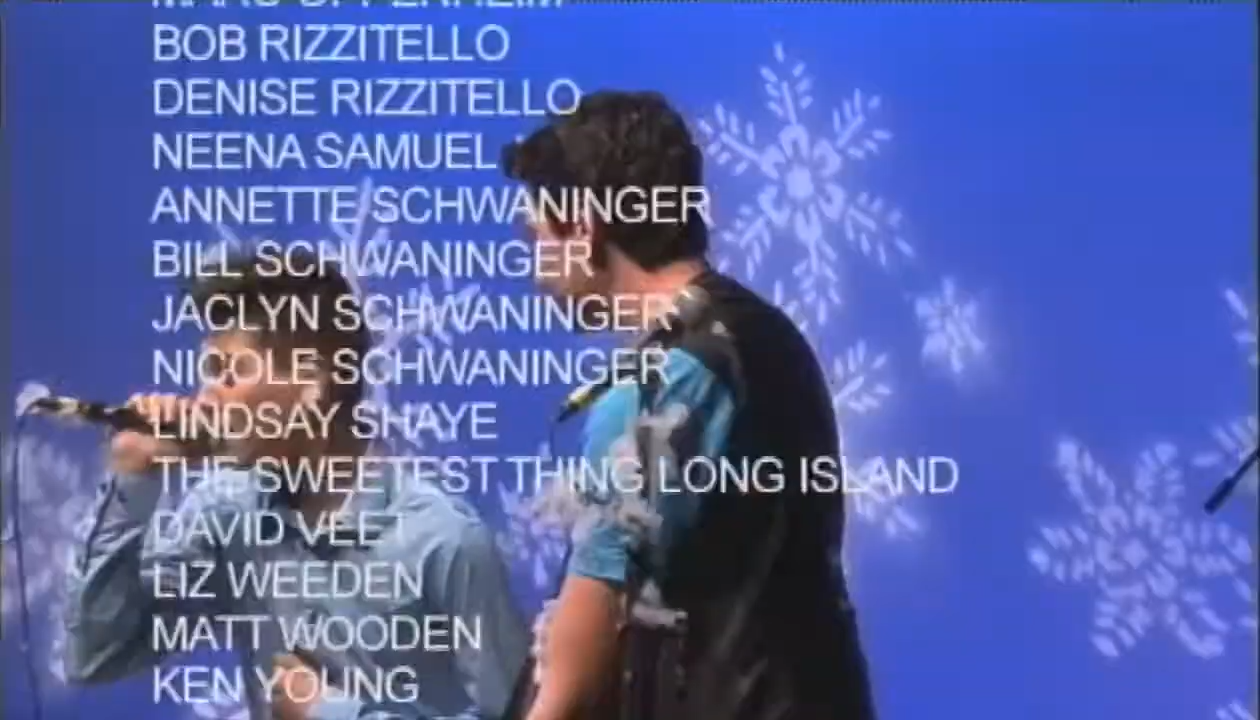 BOB RIZZITELLO
DENISE RIZZITELLO
NEENA SAMUEL
ANNETTE SCHWANINGER
BILL SCHWANINGER
JACLYN SCHWANINGER
NICOLE SCHWANINGER
LINDSAY SHAYE
THE SWEETEST THING LONG ISLAND
DAVID VEET
LIZ WEEDEN
MATT WOODEN
KEN YOUNG